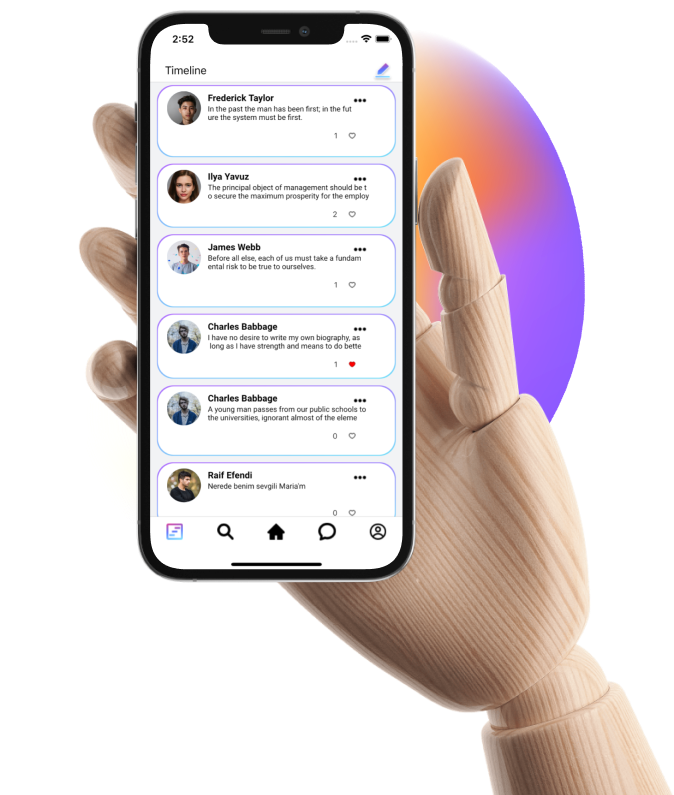 2:52
Timeline
Frederick Taylor
In the past the man has been first; in the fut
ure the system must be first.
1
Ilya Yavuz
The principal object of management should be t
o secure the maximum prosperity for the employ
2
James Webb
Before all else, each of us must take a fundam
ental risk to be true to ourselves.
1
Charles Babbage
I have no desire to write my own biography, as
long as I have strength and means to do bette
1
Charles Babbage
A young man passes from our public schools to
the universities, ignorant almost of the eleme
0
Raif Efendi
Nerede benim sevgili Maria'm
0